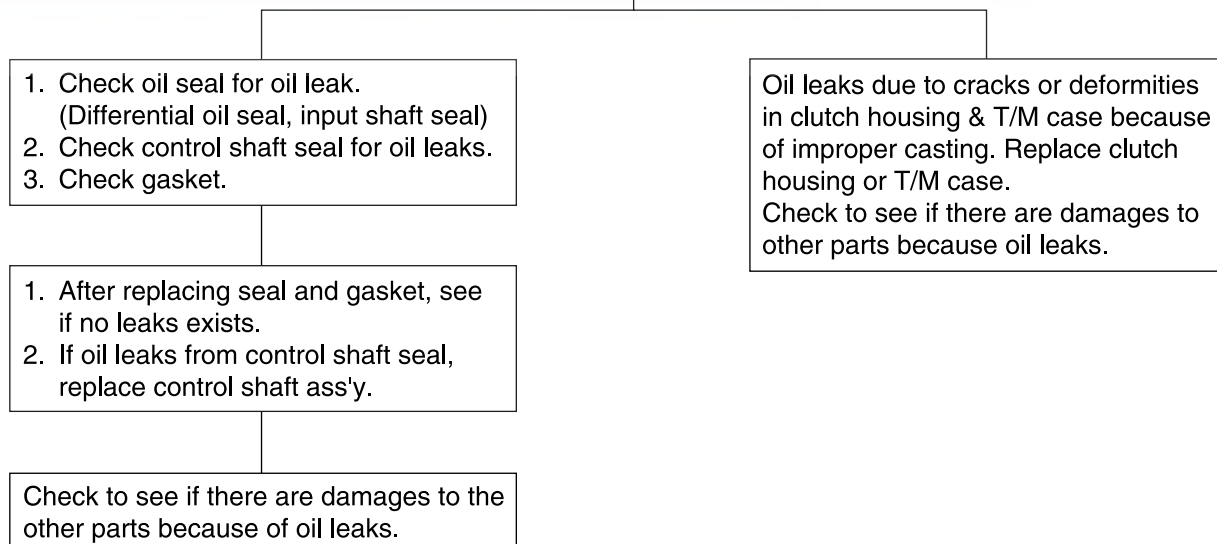 1. Check oil seal for oil leak.
(Differential oil seal, input shaft seal)
2. Check control shaft seal for oil leaks.
3. Check gasket.
1. After replacing seal and gasket, see
if no leaks exists.
2. If oil leaks from control shaft seal,
replace control shaft ass'y.
Check to see if there are damages to the
other parts because of oil leaks.
Oil leaks due to cracks or deformities
in clutch housing & T/M case because
of improper casting. Replace clutch
housing or T/M case.
Check to see if there are damages to
other parts because oil leaks.